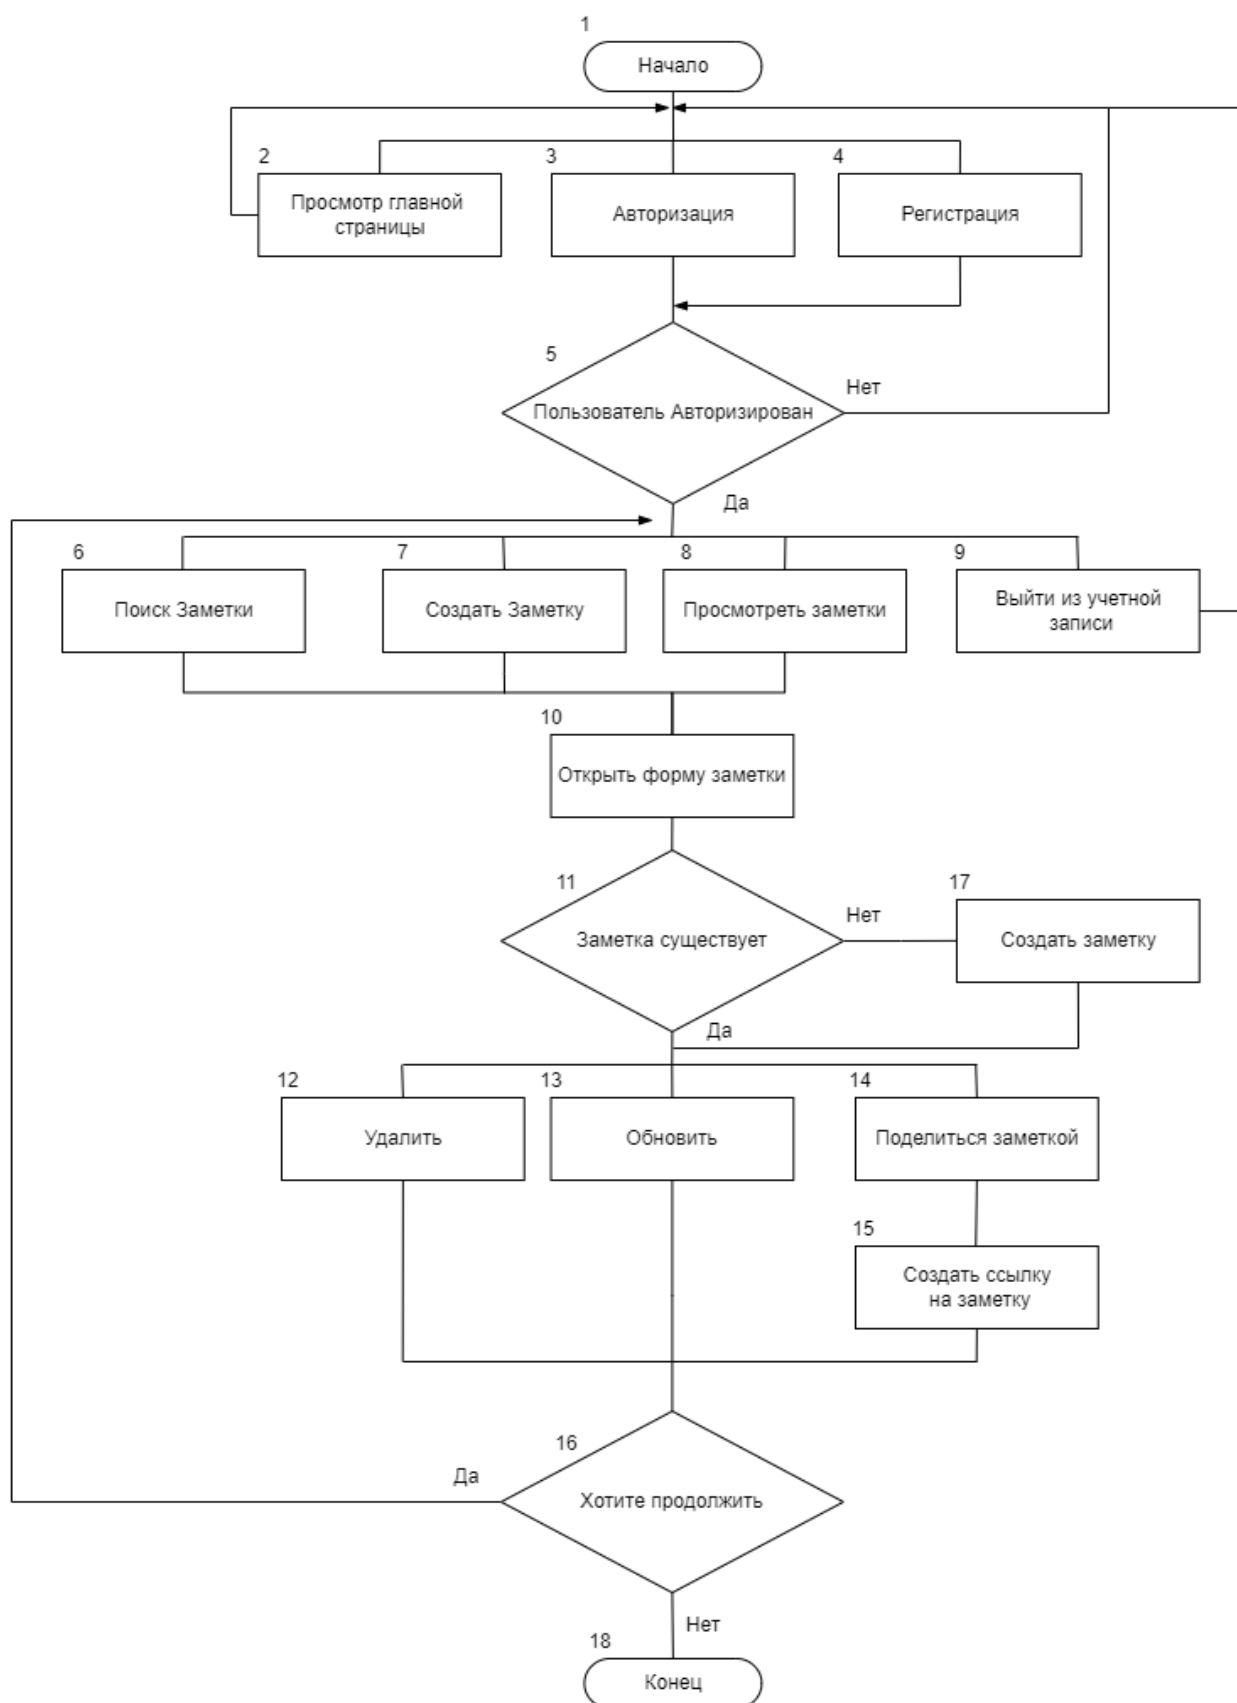 1
Начало
2
3
4
Просмотр главной
страницы
Авторизация
Регистрация
5
Нет
Пользователь Авторизирован
Да
6
7
8
9
Поиск Заметки
Создать Заметку
Просмотреть заметки
Выйти из учетной
записи
10
Открыть форму заметки
11
17
Нет
Заметка существует
Создать заметку
Да
12
13
14
Удалить
Обновить
Поделиться заметкой
15
Создать ссылку
на заметку
16
Да
Хотите продолжить
Нет
18
Конец